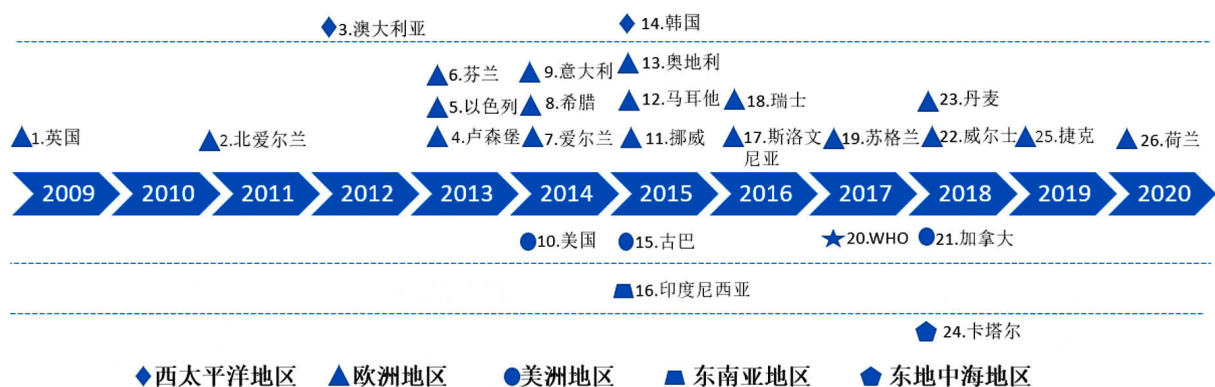 3.澳大利亚
14.韩国
6.芬兰
9.意大利
13.奥地利
5.以色列
8.希腊
12.马耳他
18.瑞士
23.丹麦
1.英国
2.北爱尔兰
4.卢森堡
7.爱尔兰
11.挪威
17.斯洛文
尼亚
19.苏格兰
22.威尔士
25.捷克
26.荷兰
2009
2010
2011
2012
2013
2014
2015
2016
2017
2018
2019
2020
10.美国
15.古巴
20.WHO
21.加拿大
16.印度尼西亚
24.卡塔尔
西太平洋地区
欧洲地区
美洲地区
东南亚地区
东地中海地区